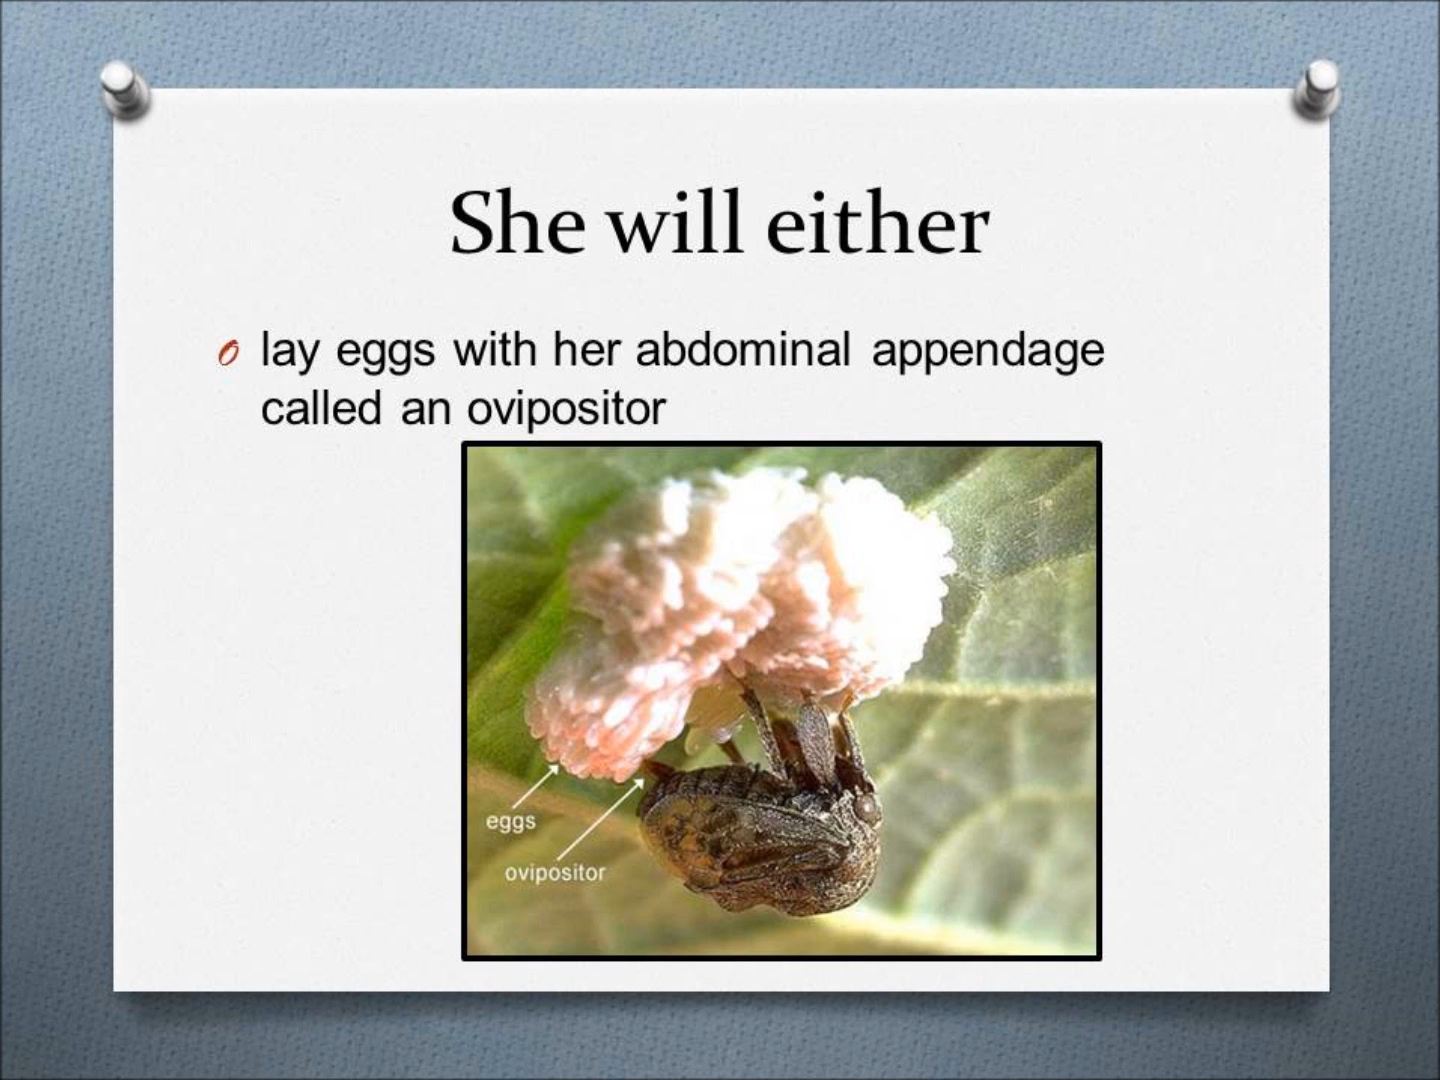 She will either
lay eggs with her abdominal appendage
called an ovipositor
eggs
ovipositor